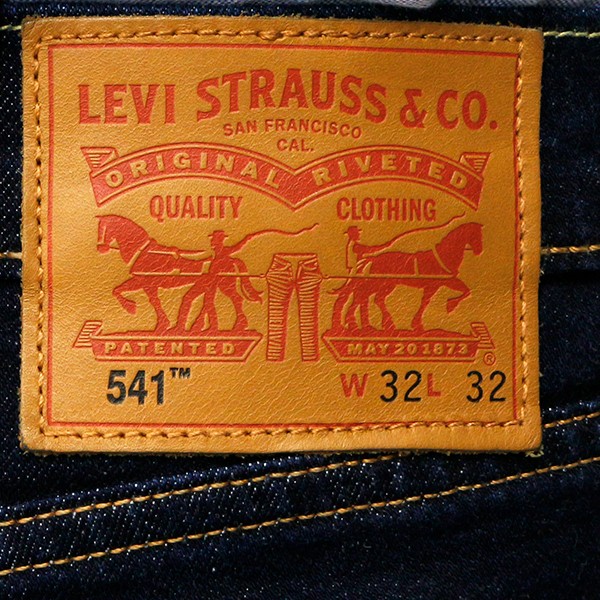 LEVI STRAUSS & CO.
SAN FRANCISCO
CAL.
ORIGINAL RIVETED
QUALITY CLOTHING
PATENTED MAY 20 1873 ®
541™ W 32 L 32